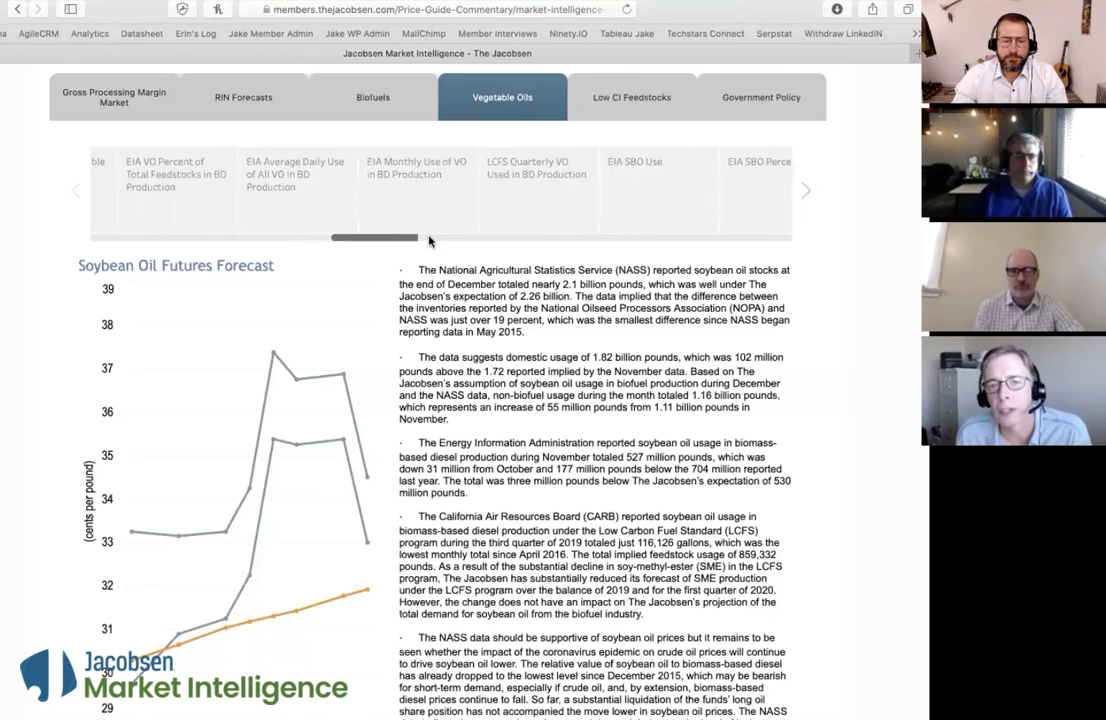 members.thejacobsen.com/Price-Guide-Commentary/market-intelligence-
AgileCRM Analytics Datasheet Erin's Log Jake Member Admin Jake WP Admin MailChimp Member Interviews Ninety.IO Tableau Jake Techstars Connect Serpstat Withdraw LinkedIN
Jacobsen Market Intelligence - The Jacobsen
Gross Processing Margin
Market
RIN Forecasts
Biofuels
Vegetable Oils
Low CI Feedstocks
Government Policy
ble
EIA VO Percent of
Total Feedstocks in BD
Production
EIA Average Daily Use
of All VO in BD
Production
EIA Monthly Use of VO
in BD Production
LCFS Quarterly VO
Used in BD Production
EIA SBO Use
EIA SBO Perce
Soybean Oil Futures Forecast
39
38
37
36
35
34
33
32
31
30
29
(cents per pound)
· The National Agricultural Statistics Service (NASS) reported soybean oil stocks at
the end of December totaled nearly 2.1 billion pounds, which was well under The
Jacobsen's expectation of 2.26 billion. The data implied that the difference between
the inventories reported by the National Oilseed Processors Association (NOPA) and
NASS was just over 19 percent, which was the smallest difference since NASS began
reporting data in May 2015.
· The data suggests domestic usage of 1.82 billion pounds, which was 102 million
pounds above the 1.72 reported implied by the November data. Based on The
Jacobsen's assumption of soybean oil usage in biofuel production during December
and the NASS data, non-biofuel usage during the month totaled 1.16 billion pounds,
which represents an increase of 55 million pounds from 1.11 billion pounds in
November.
· The Energy Information Administration reported soybean oil usage in biomass-
based diesel production during November totaled 527 million pounds, which was
down 31 million from October and 177 million pounds below the 704 million reported
last year. The total was three million pounds below The Jacobsen's expectation of 530
million pounds.
· The California Air Resources Board (CARB) reported soybean oil usage in
biomass-based diesel production under the Low Carbon Fuel Standard (LCFS)
program during the third quarter of 2019 totaled just 116,126 gallons, which was the
lowest monthly total since April 2016. The total implied feedstock usage of 859,332
pounds. As a result of the substantial decline in soy-methyl-ester (SME) in the LCFS
program, The Jacobsen has substantially reduced its forecast of SME production
under the LCFS program over the balance of 2019 and for the first quarter of 2020.
However, the change does not have an impact on The Jacobsen's projection of the
total demand for soybean oil from the biofuel industry.
· The NASS data should be supportive of soybean oil prices but it remains to be
seen whether the impact of the coronavirus epidemic on crude oil prices will continue
to drive soybean oil lower. The relative value of soybean oil to biomass-based diesel
has already dropped to the lowest level since December 2015, which may be bearish
for short-term demand, especially if crude oil, and, by extension, biomass-based
diesel prices continue to fall. So far, a substantial liquidation of the funds' long oil
share position has not accompanied the move lower in soybean oil prices. The NASS
Jacobsen
Market Intelligence